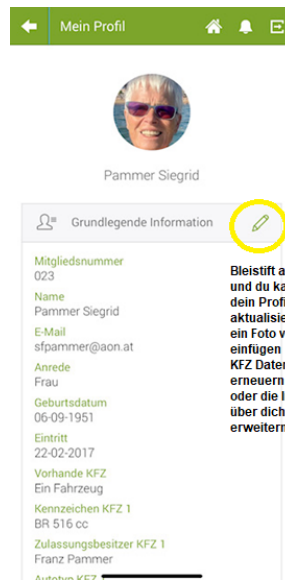 Mein Profil
Pammer Siegrid
Grundlegende Information
Mitgliedsnummer
023
Name
Pammer Siegrid
E-Mail
sfpammer@aon.at
Anrede
Frau
Geburtsdatum
06-09-1951
Eintritt
22-02-2017
Vorhande KFZ
Ein Fahrzeug
Kennzeichen KFZ 1
BR 516 cc
Zulassungsbesitzer KFZ 1
Franz Pammer
Autotyp KFZ
Bleistift a
und du ka
dein Profi
aktualisie
ein Foto v
einfügen
KFZ Daten
erneuern
oder die I
über dich
erweitern